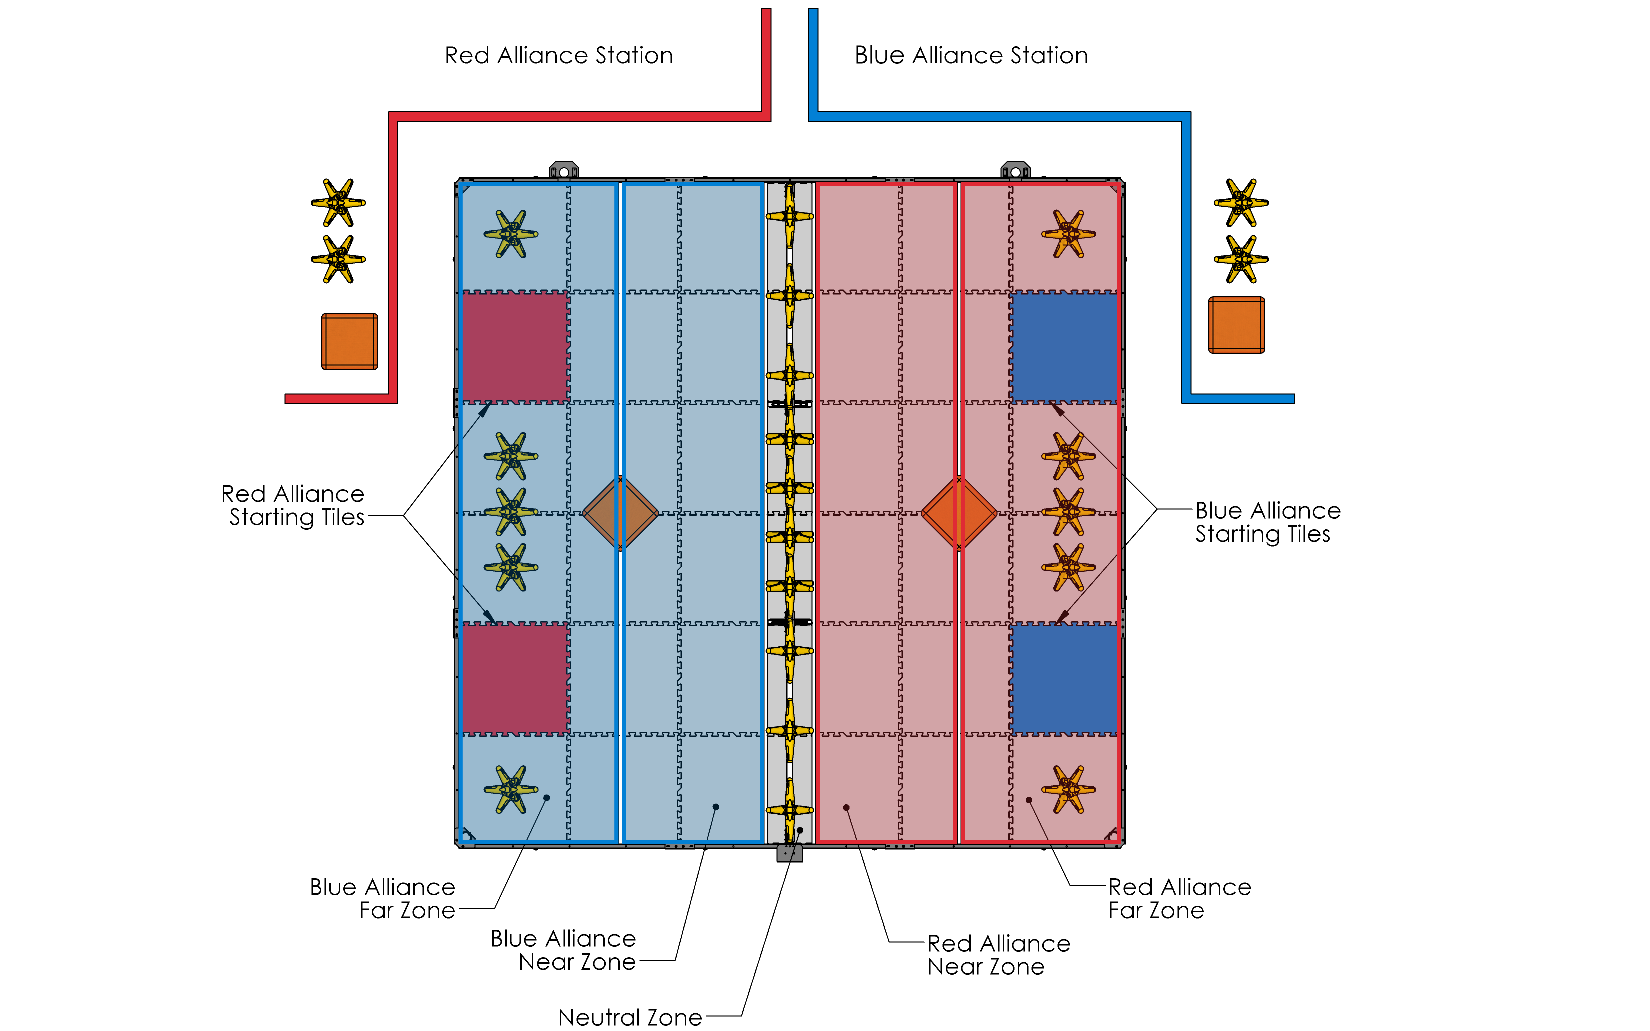 Red Alliance Station
Blue Alliance Station
Red Alliance
Starting Tiles
Blue Alliance
Starting Tiles
Blue Alliance
Far Zone
Red Alliance
Far Zone
Blue Alliance
Near Zone
Red Alliance
Near Zone
Neutral Zone